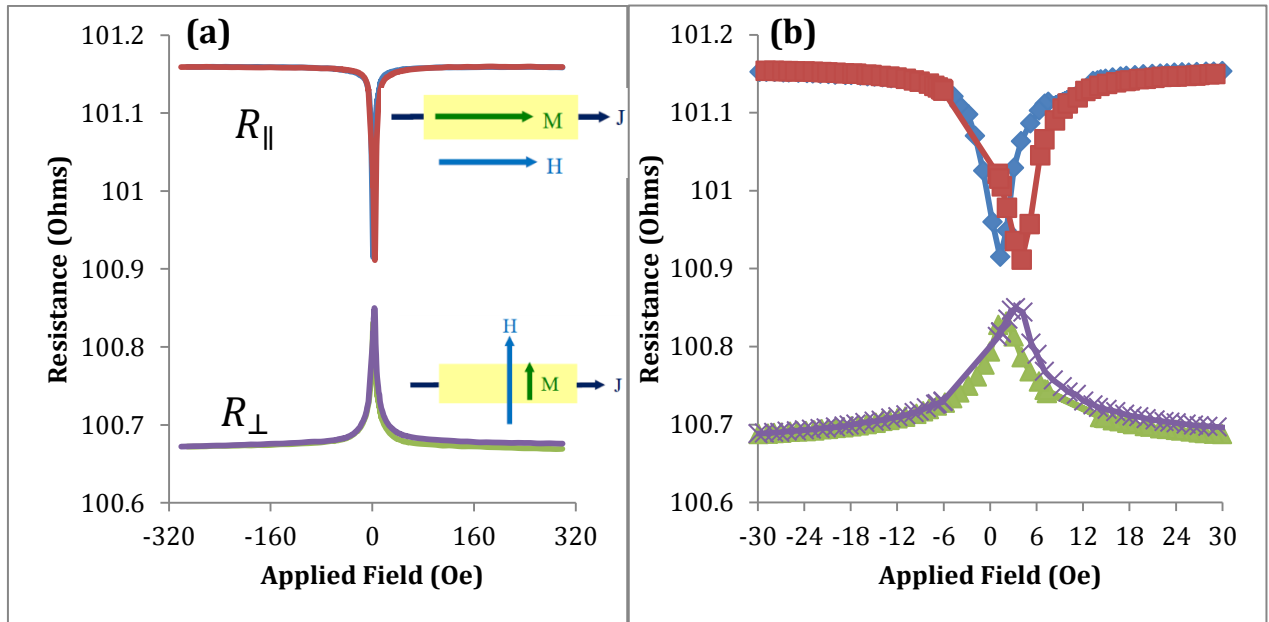 (a)
101.2
101.1
101
100.9
100.8
100.7
100.6
Resistance (Ohms)
R∥
M
J
H
H
M
J
R⊥
-320
-160
0
160
320
Applied Field (Oe)
(b)
101.2
101.1
101
100.9
100.8
100.7
100.6
Resistance (Ohms)
-30 -24 -18 -12 -6 0 6 12 18 24 30
Applied Field (Oe)